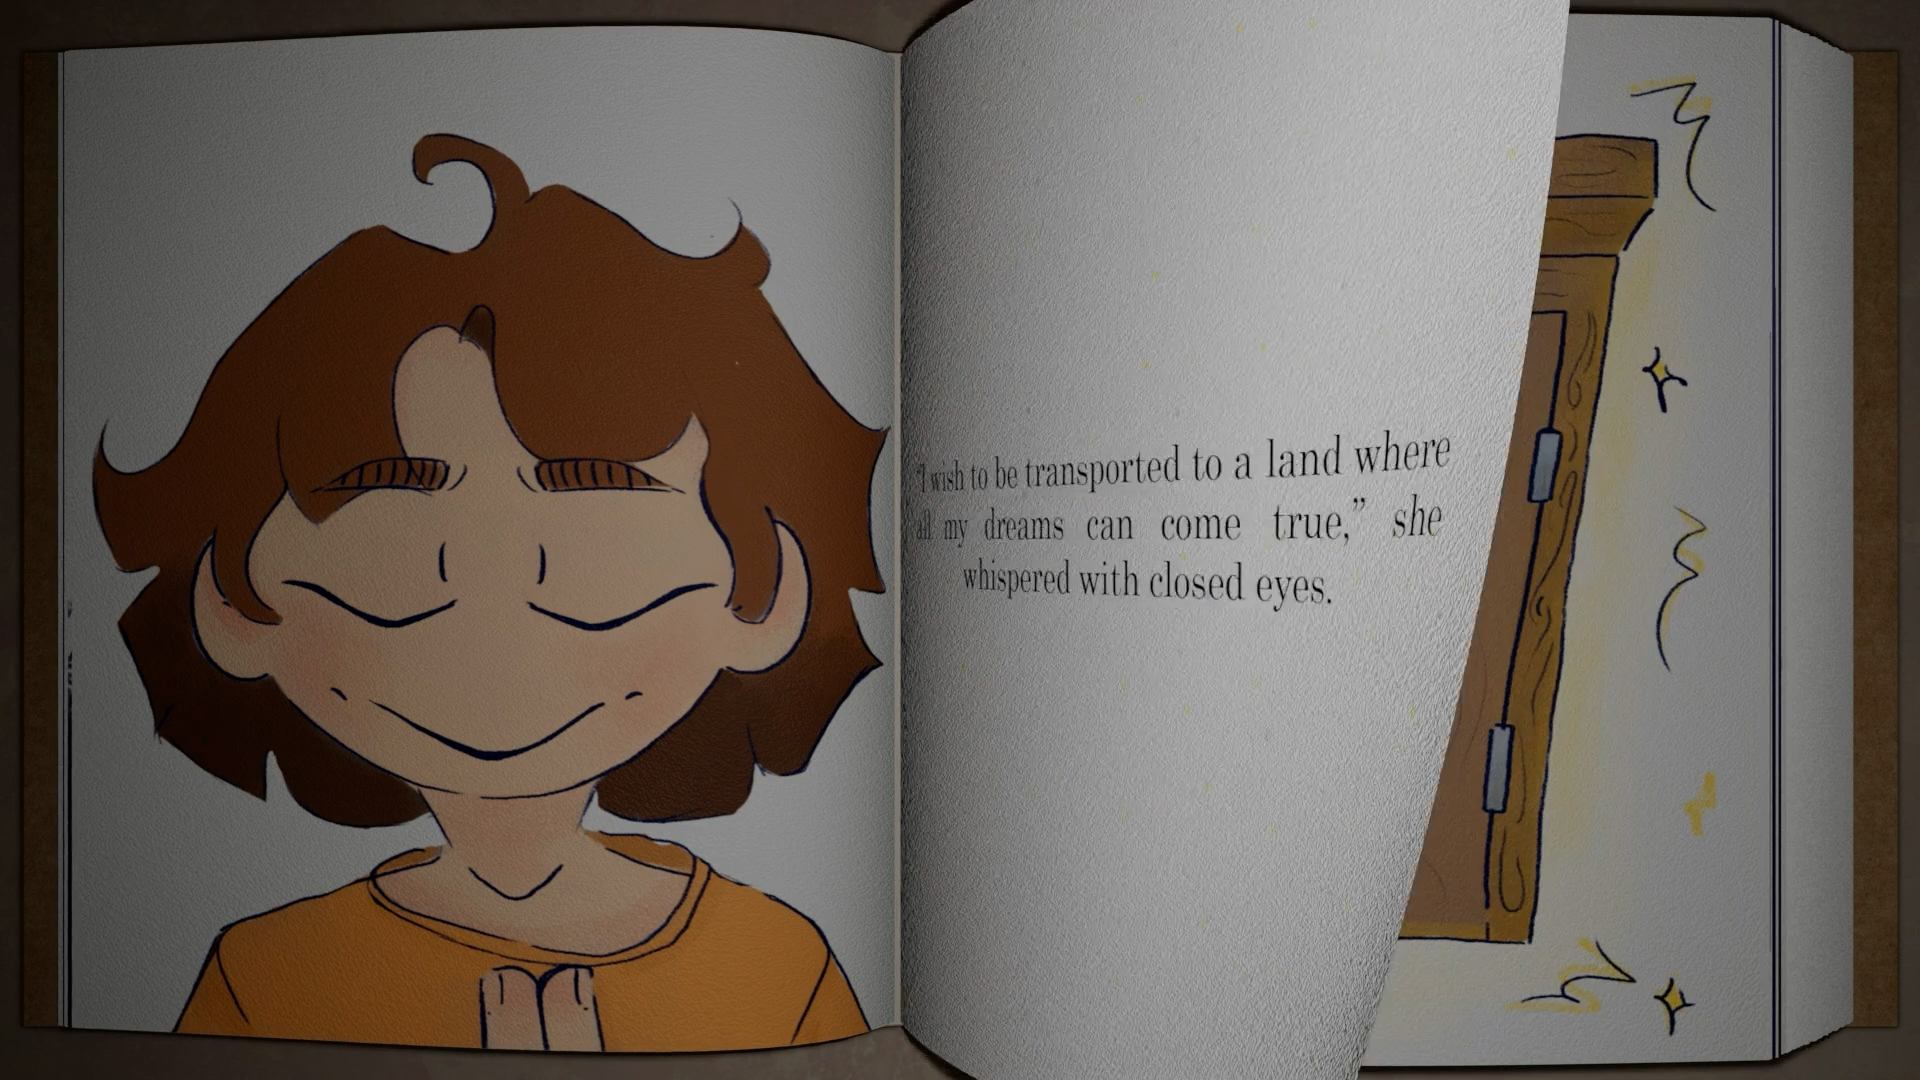 “I wish to be transported to a land where
all my dreams can come true,” she
whispered with closed eyes.